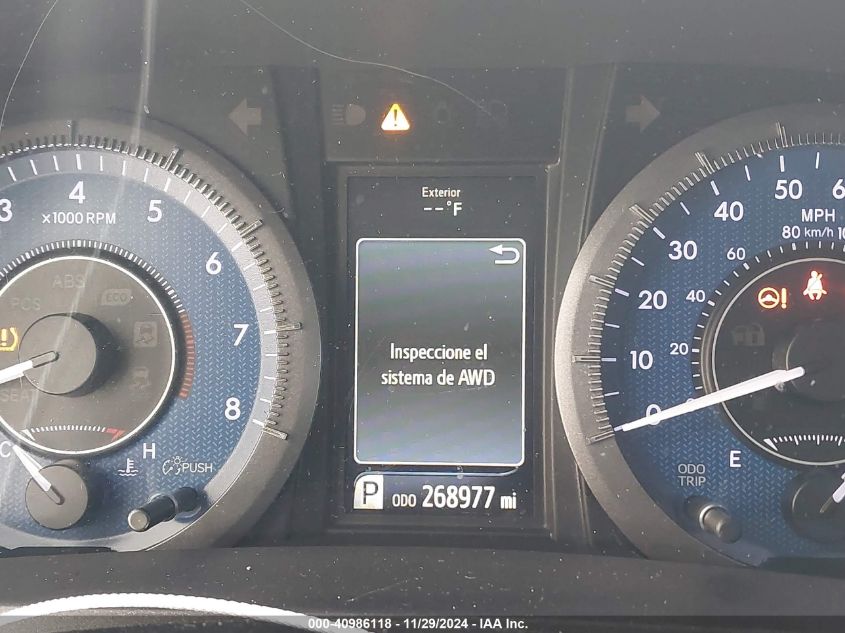 Exterior
--°F
3 4 5 6 7 8
x1000 RPM
ABS
PCS
ECO
SEAT
C H
PUSH
Inspeccione el
sistema de AWD
P ODO 268977 mi
0 10 20 30 40 50
MPH
80 km/h
20 40 60
E
ODO
TRIP
000-40986118 - 11/29/2024 - IAA Inc.